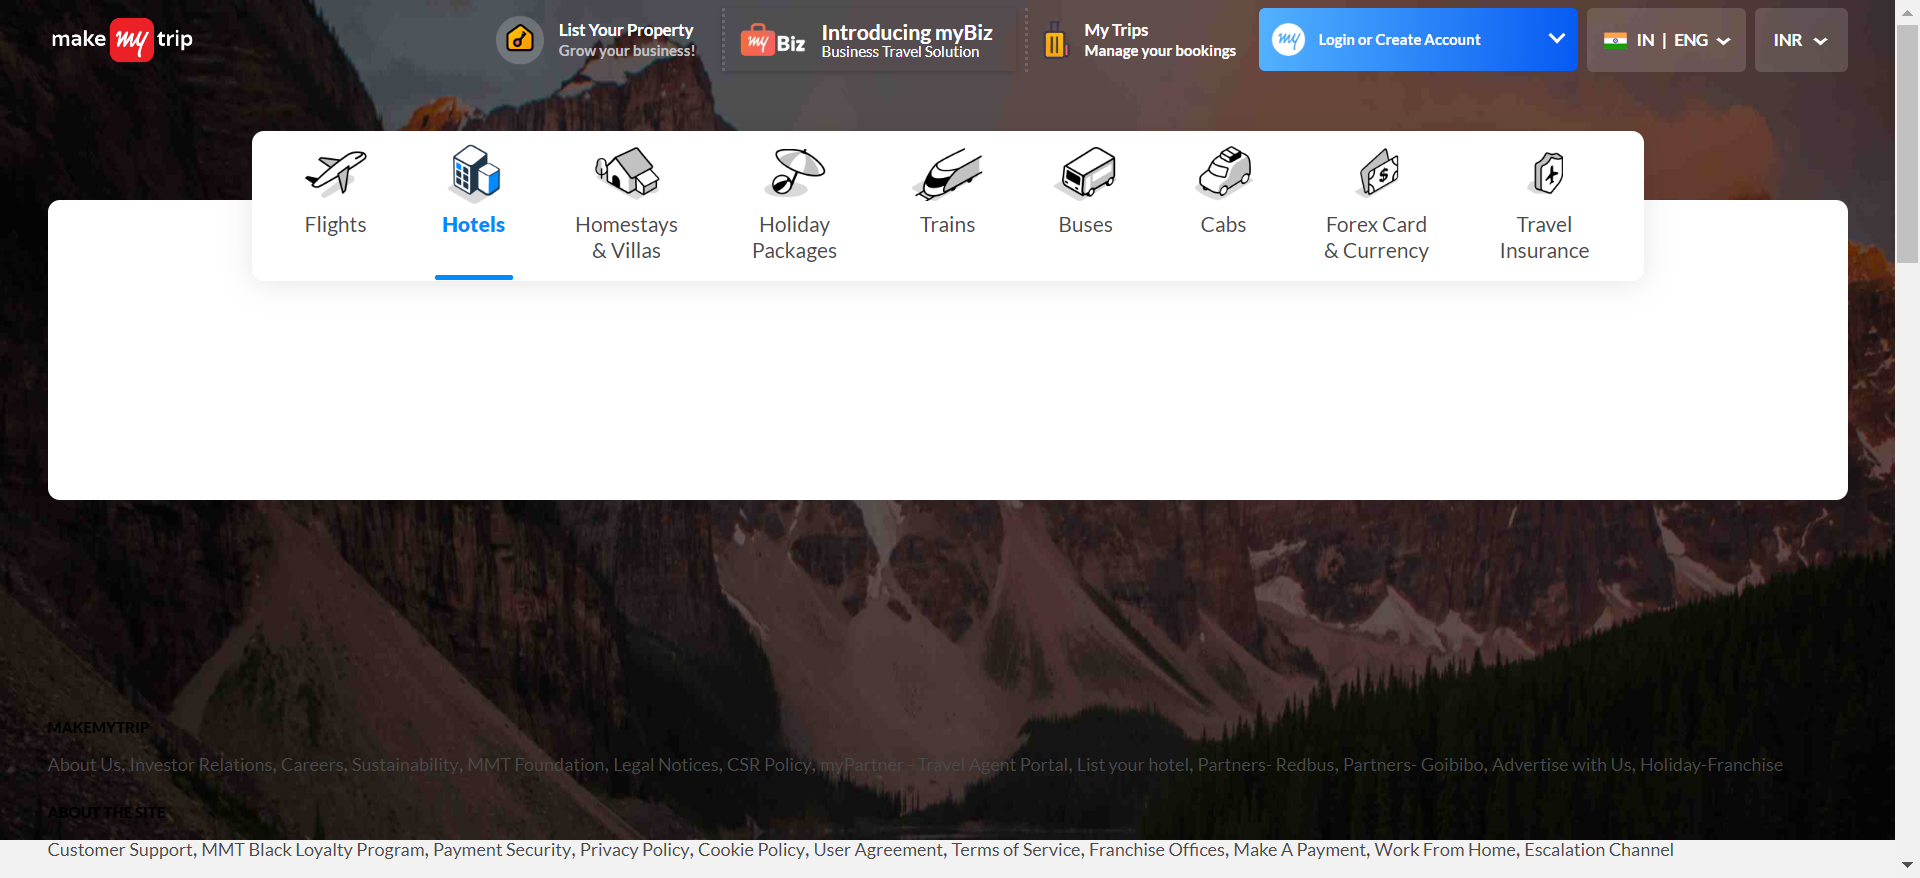 make my trip
List Your Property
Grow your business!
my Biz
Introducing myBiz
Business Travel Solution
My Trips
Manage your bookings
my
Login or Create Account
IN | ENG
INR
Flights
Hotels
Homestays
& Villas
Holiday
Packages
Trains
Buses
Cabs
Forex Card
& Currency
Travel
Insurance
MAKEMYTRIP
About Us, Investor Relations, Careers, Sustainability, MMT Foundation, Legal Notices, CSR Policy, myPartner - Travel Agent Portal, List your hotel, Partners- Redbus, Partners- Goibibo, Advertise with Us, Holiday-Franchise
ABOUT THE SITE
Customer Support, MMT Black Loyalty Program, Payment Security, Privacy Policy, Cookie Policy, User Agreement, Terms of Service, Franchise Offices, Make A Payment, Work From Home, Escalation Channel